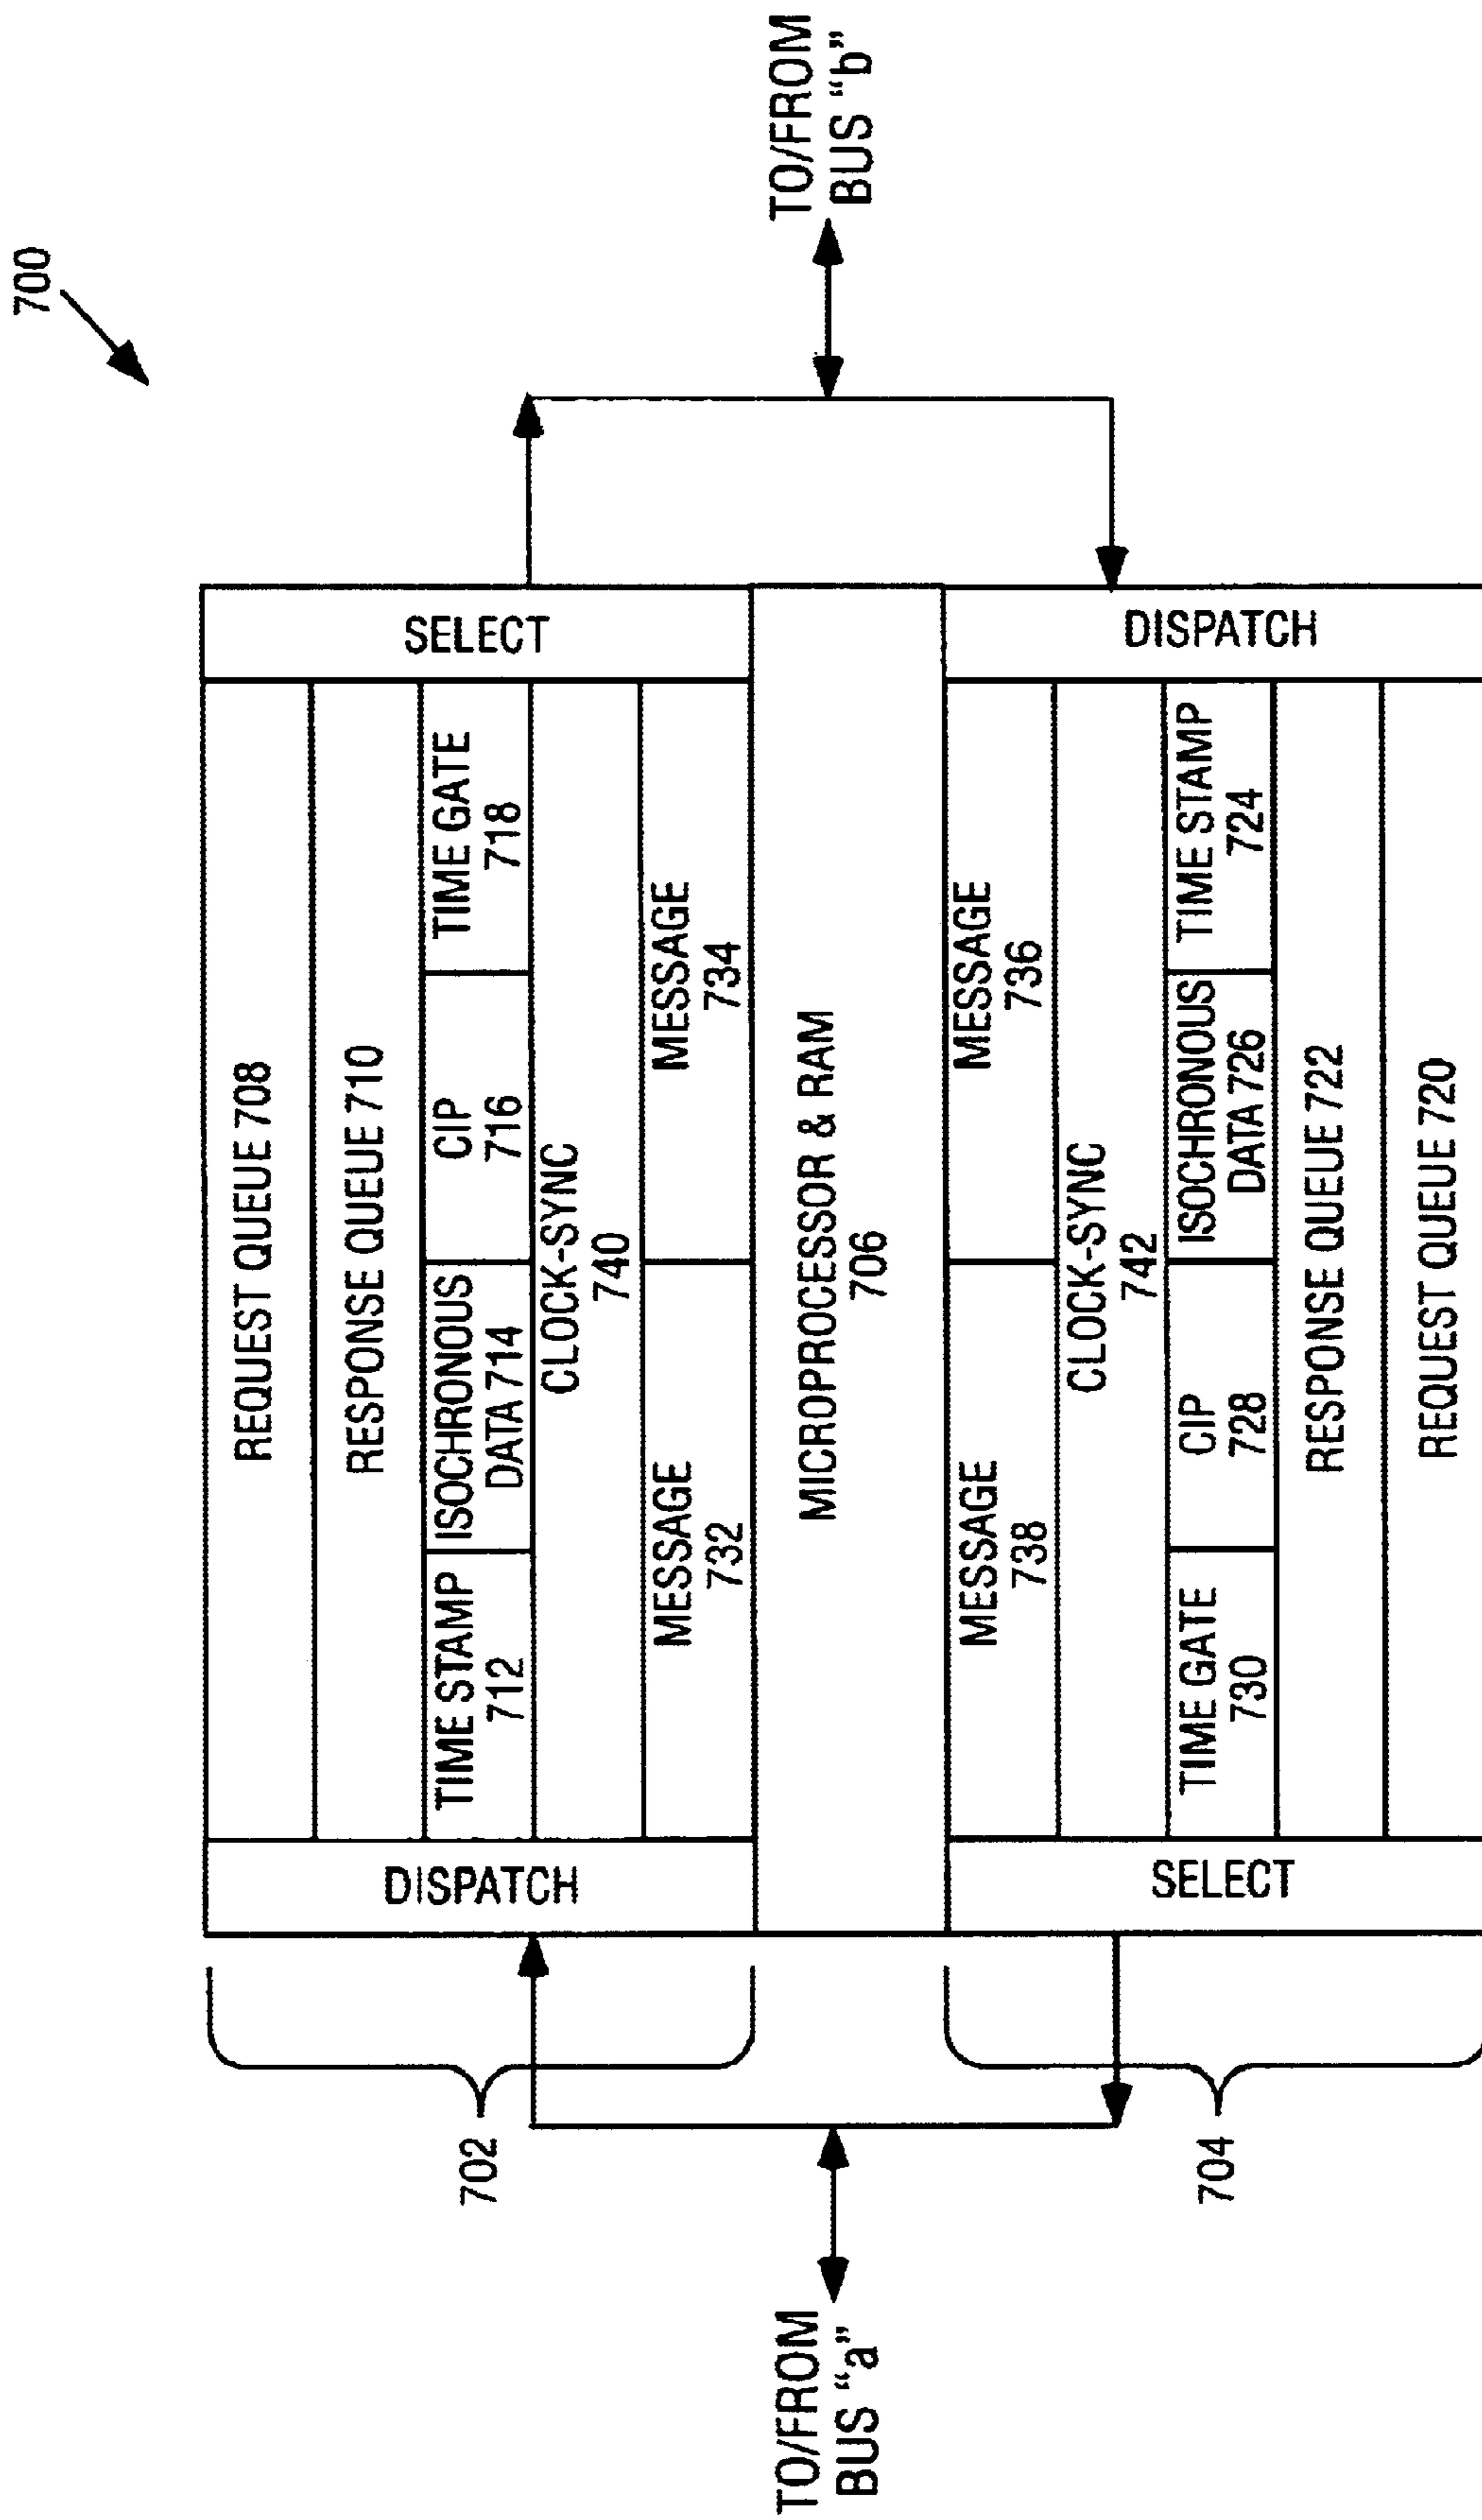 700
TO/FROM
BUS "a"
702
704
DISPATCH
REQUEST QUEUE 708
RESPONSE QUEUE 710
TIME STAMP
712
ISOCHRONOUS
DATA 714
CIP
716
TIME GATE
718
CLOCK-SYNC
740
MESSAGE
732
MESSAGE
734
SELECT
MICROPROCESSOR & RAM
706
SELECT
MESSAGE
738
MESSAGE
736
CLOCK-SYNC
742
TIME GATE
730
CIP
728
ISOCHRONOUS
DATA 726
TIME STAMP
724
RESPONSE QUEUE 722
REQUEST QUEUE 720
DISPATCH
TO/FROM
BUS "b"